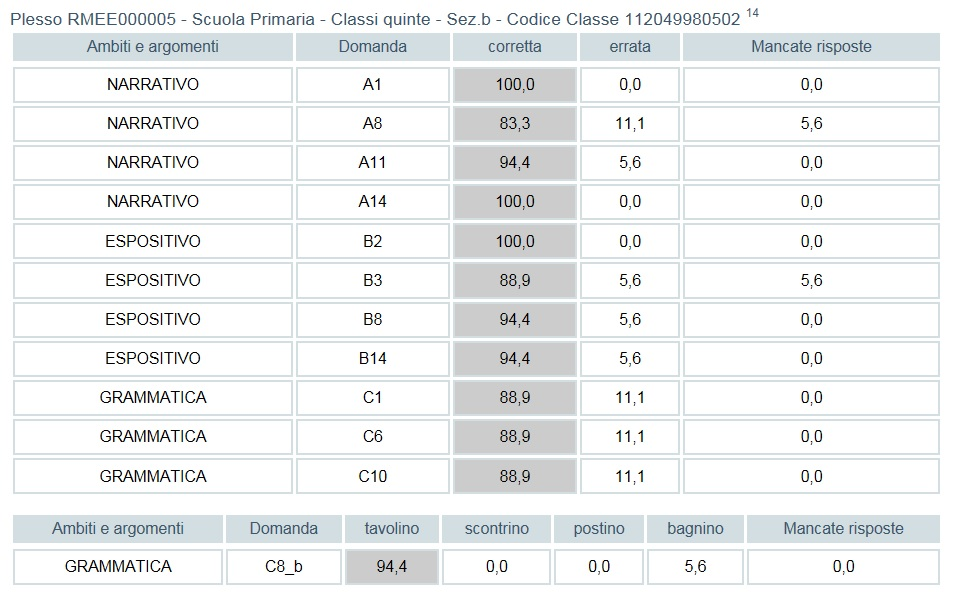 Plesso RMEE000005 - Scuola Primaria - Classi quinte - Sez.b - Codice Classe 112049980502 14
Ambiti e argomenti Domanda corretta errata Mancate risposte
NARRATIVO A1 100,0 0,0 0,0
NARRATIVO A8 83,3 11,1 5,6
NARRATIVO A11 94,4 5,6 0,0
NARRATIVO A14 100,0 0,0 0,0
ESPOSITIVO B2 100,0 0,0 0,0
ESPOSITIVO B3 88,9 5,6 5,6
ESPOSITIVO B8 94,4 5,6 0,0
ESPOSITIVO B14 94,4 5,6 0,0
GRAMMATICA C1 88,9 11,1 0,0
GRAMMATICA C6 88,9 11,1 0,0
GRAMMATICA C10 88,9 11,1 0,0
Ambiti e argomenti Domanda tavolino scontrino postino bagnino Mancate risposte
GRAMMATICA C8_b 94,4 0,0 0,0 5,6 0,0